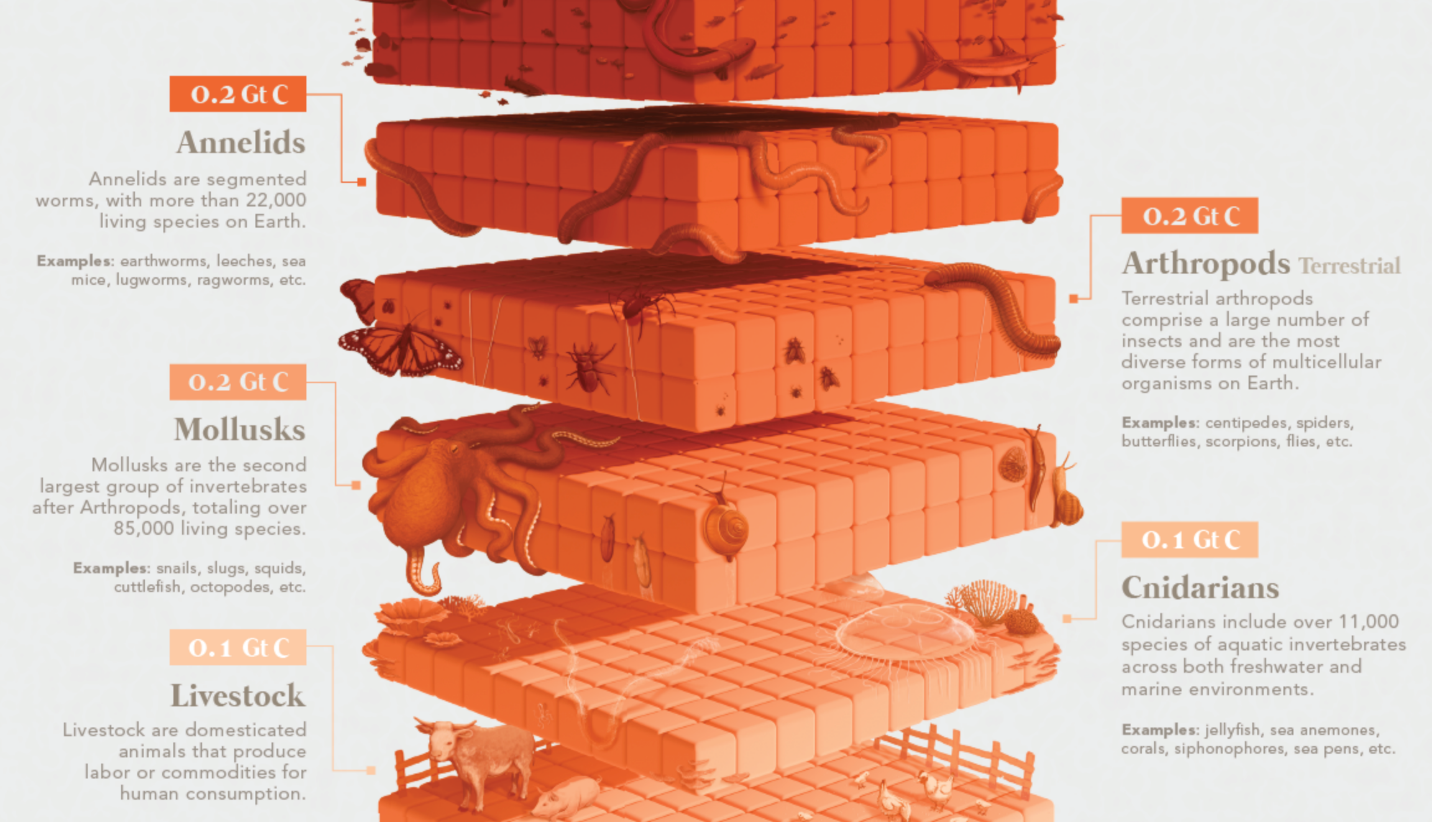 0.2 Gt C
Annelids
Annelids are segmented
worms, with more than 22,000
living species on Earth.
Examples: earthworms, leeches, sea
mice, lugworms, ragworms, etc.
0.2 Gt C
Arthropods Terrestrial
Terrestrial arthropods
comprise a large number of
insects and are the most
diverse forms of multicellular
organisms on Earth.
Examples: centipedes, spiders,
butterflies, scorpions, flies, etc.
0.2 Gt C
Mollusks
Mollusks are the second
largest group of invertebrates
after Arthropods, totaling over
85,000 living species.
Examples: snails, slugs, squids,
cuttlefish, octopodes, etc.
0.1 Gt C
Cnidarians
Cnidarians include over 11,000
species of aquatic invertebrates
across both freshwater and
marine environments.
Examples: jellyfish, sea anemones,
corals, siphonophores, sea pens, etc.
0.1 Gt C
Livestock
Livestock are domesticated
animals that produce
labor or commodities for
human consumption.